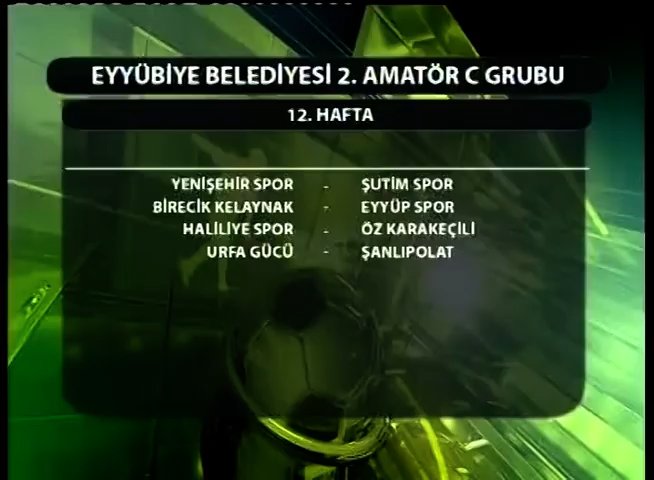 EYYÜBİYE BELEDİYESİ 2. AMATÖR C GRUBU
12. HAFTA
YENİŞEHİR SPOR - ŞUTİM SPOR
BİRECİK KELAYNAK - EYYÜP SPOR
HALİLİYE SPOR - ÖZ KARAKEÇİLİ
URFA GÜCÜ - ŞANLIPOLAT